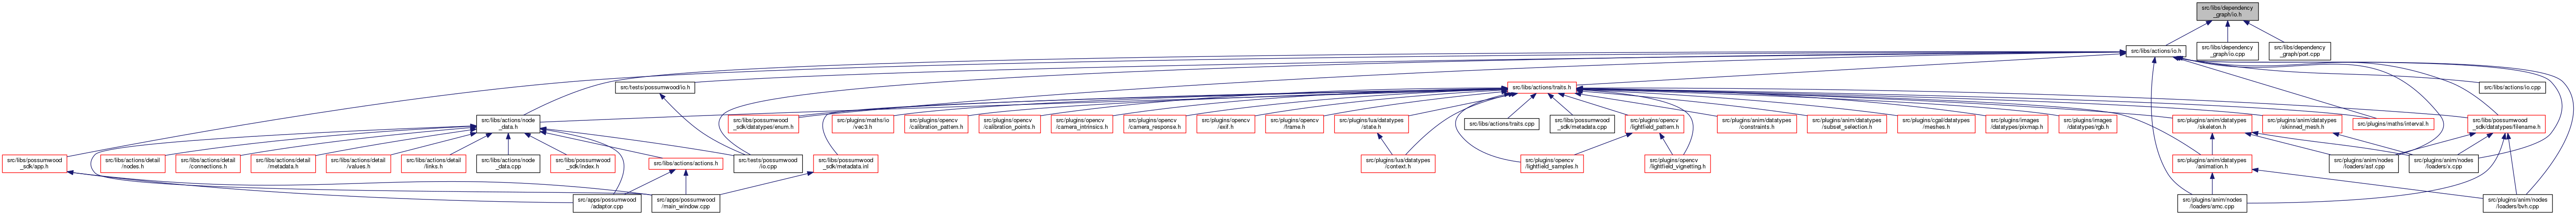 src/libs/dependency
_graph/io.h
src/libs/actions/io.h
src/libs/dependency
_graph/io.cpp
src/libs/dependency
_graph/port.cpp
src/tests/possumwood/io.h
src/libs/actions/traits.h
src/libs/actions/io.cpp
src/libs/actions/node
_data.h
src/libs/possumwood
_sdk/datatypes/enum.h
src/plugins/maths/io
/vec3.h
src/plugins/opencv
/calibration_pattern.h
src/plugins/opencv
/calibration_points.h
src/plugins/opencv
/camera_intrinsics.h
src/plugins/opencv
/camera_response.h
src/plugins/opencv
/exif.h
src/plugins/opencv
/frame.h
src/plugins/lua/datatypes
/state.h
src/libs/actions/traits.cpp
src/libs/possumwood
_sdk/metadata.cpp
src/plugins/opencv
/lightfield_pattern.h
src/plugins/anim/datatypes
/constraints.h
src/plugins/anim/datatypes
/subset_selection.h
src/plugins/cgal/datatypes
/meshes.h
src/plugins/images
/datatypes/pixmap.h
src/plugins/images
/datatypes/rgb.h
src/plugins/anim/datatypes
/skeleton.h
src/plugins/anim/datatypes
/skinned_mesh.h
src/plugins/maths/interval.h
src/libs/possumwood
_sdk/datatypes/filename.h
src/libs/possumwood
_sdk/app.h
src/libs/actions/detail
/nodes.h
src/libs/actions/detail
/connections.h
src/libs/actions/detail
/metadata.h
src/libs/actions/detail
/values.h
src/libs/actions/detail
/links.h
src/libs/actions/node
_data.cpp
src/libs/possumwood
_sdk/index.h
src/libs/actions/actions.h
src/tests/possumwood
/io.cpp
src/libs/possumwood
_sdk/metadata.inl
src/plugins/lua/datatypes
/context.h
src/plugins/opencv
/lightfield_samples.h
src/plugins/opencv
/lightfield_vignetting.h
src/plugins/anim/datatypes
/animation.h
src/plugins/anim/nodes
/loaders/asf.cpp
src/plugins/anim/nodes
/loaders/x.cpp
src/apps/possumwood
/adaptor.cpp
src/apps/possumwood
/main_window.cpp
src/plugins/anim/nodes
/loaders/amc.cpp
src/plugins/anim/nodes
/loaders/bvh.cpp